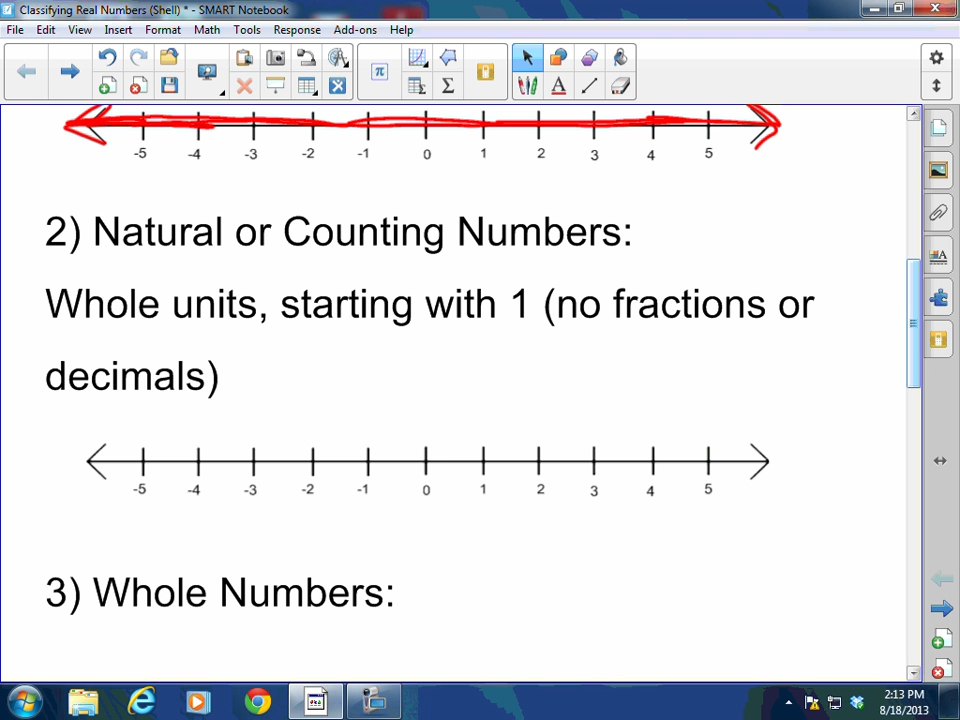 Classifying Real Numbers (Shell) * - SMART Notebook
File Edit View Insert Format Math Tools Response Add-ons Help
π Σ A
-5 -4 -3 -2 -1 0 1 2 3 4 5
2) Natural or Counting Numbers:
Whole units, starting with 1 (no fractions or
decimals)
-5 -4 -3 -2 -1 0 1 2 3 4 5
3) Whole Numbers:
2:13 PM
8/18/2013